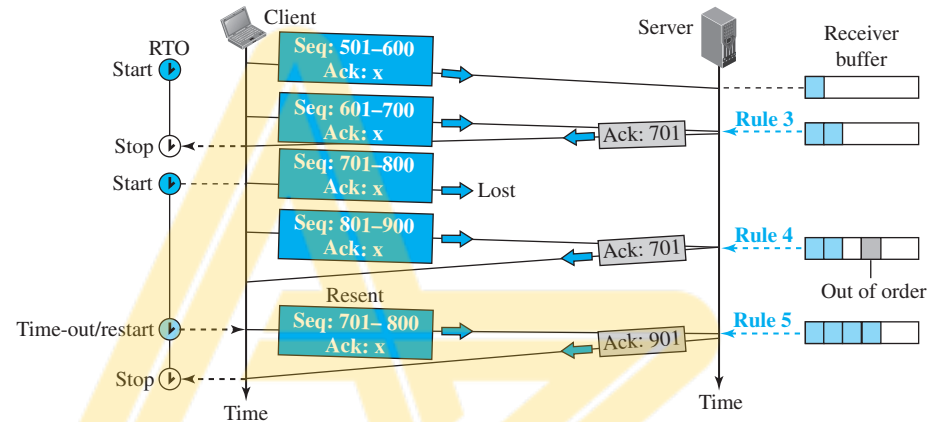 Client
Server
Receiver
buffer
RTO
Start
Seq: 501–600
Ack: x
Seq: 601–700
Ack: x
Rule 3
Ack: 701
Stop
Seq: 701–800
Ack: x
Start
Lost
Seq: 801–900
Ack: x
Rule 4
Ack: 701
Out of order
Resent
Time-out/restart
Seq: 701– 800
Ack: x
Rule 5
Ack: 901
Stop
Time
Time